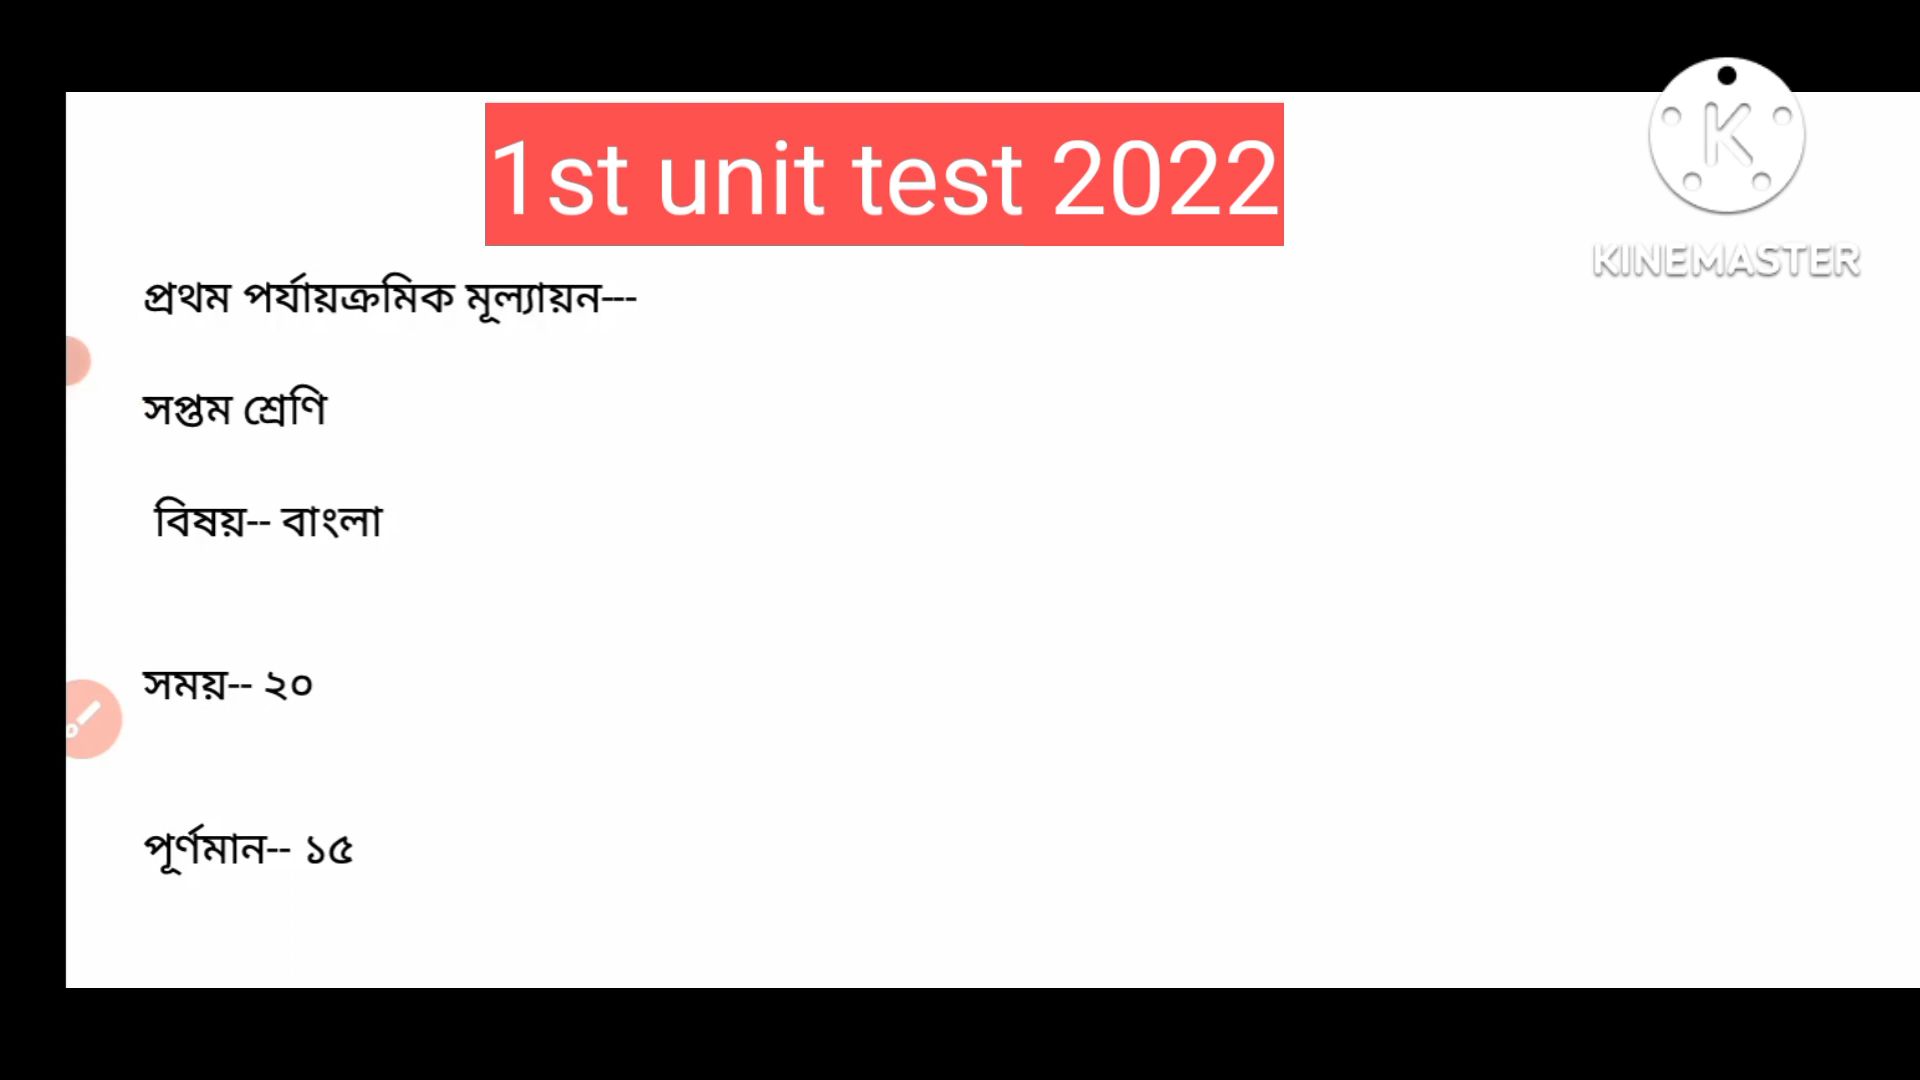 1st unit test 2022
K
KINEMASTER
প্রথম পর্যায়ক্রমিক মূল্যায়ন---
সপ্তম শ্রেণি
বিষয়-- বাংলা
সময়-- ২০
পূর্ণমান-- ১৫